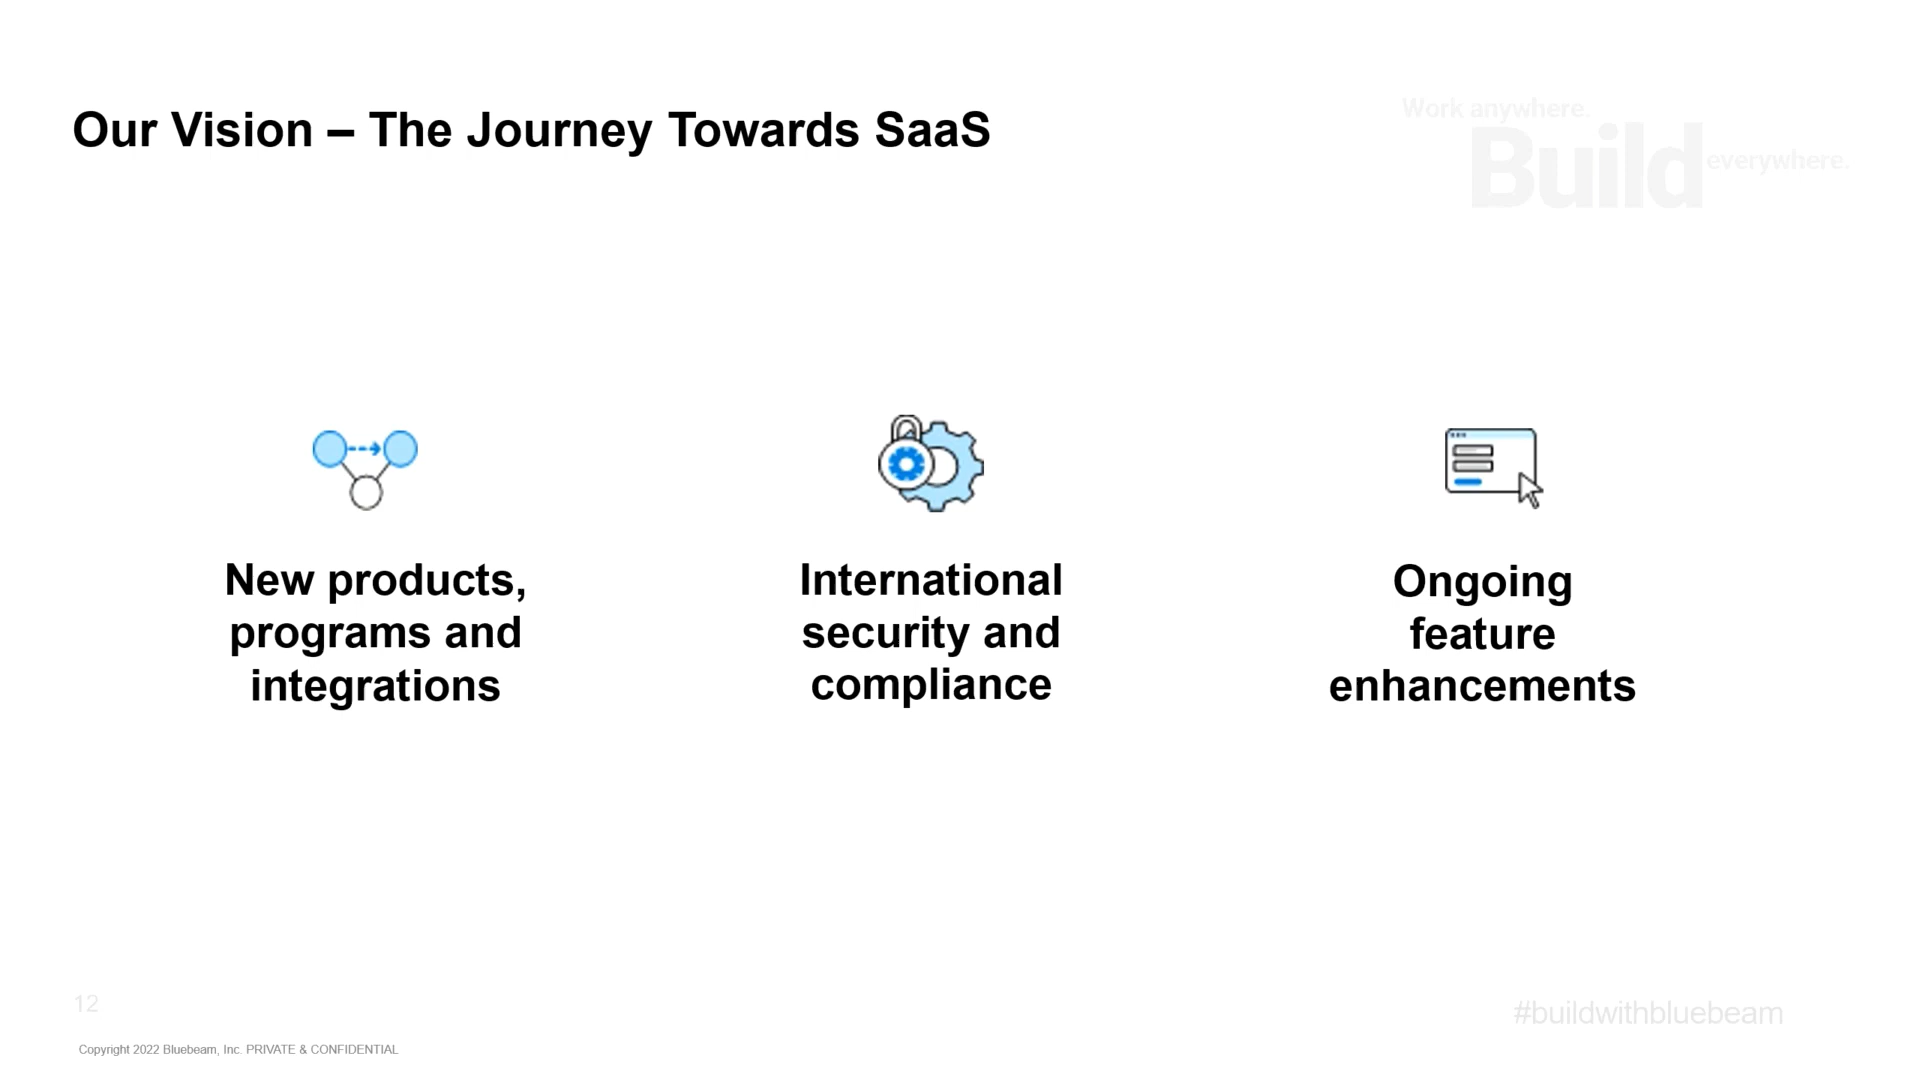 Our Vision – The Journey Towards SaaS
Work anywhere.
Build everywhere.
New products,
programs and
integrations
International
security and
compliance
Ongoing
feature
enhancements
12
#buildwithbluebeam
Copyright 2022 Bluebeam, Inc. PRIVATE & CONFIDENTIAL